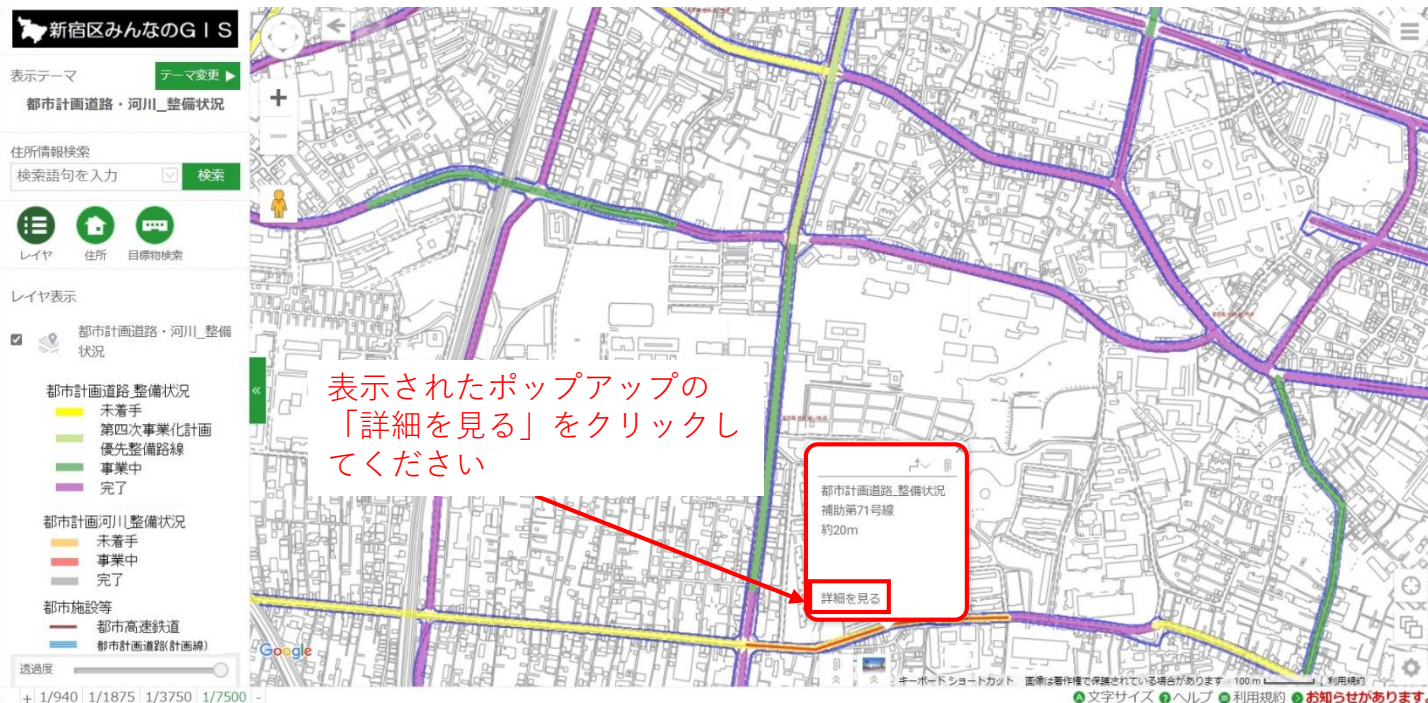 新宿区みんなのGIS
表示テーマ
テーマ変更 ▶
都市計画道路・河川_整備状況
住所情報検索
検索語句を入力
検索
レイヤ
住所
目標物検索
レイヤ表示
都市計画道路・河川_整備
状況
都市計画道路_整備状況
未着手
第四次事業化計画
優先整備路線
事業中
完了
都市計画河川_整備状況
未着手
事業中
完了
都市施設等
都市高速鉄道
都市計画道路(計画線)
透過度
+ 1/940 1/1875 1/3750 1/7500 -
表示されたポップアップの
「詳細を見る」をクリックし
てください
都市計画道路_整備状況
補助第71号線
約20m
詳細を見る
Google
キーボード ショートカット 画像は著作権で保護されている場合があります 100 m 利用規約
文字サイズ ヘルプ 利用規約 お知らせがあります。